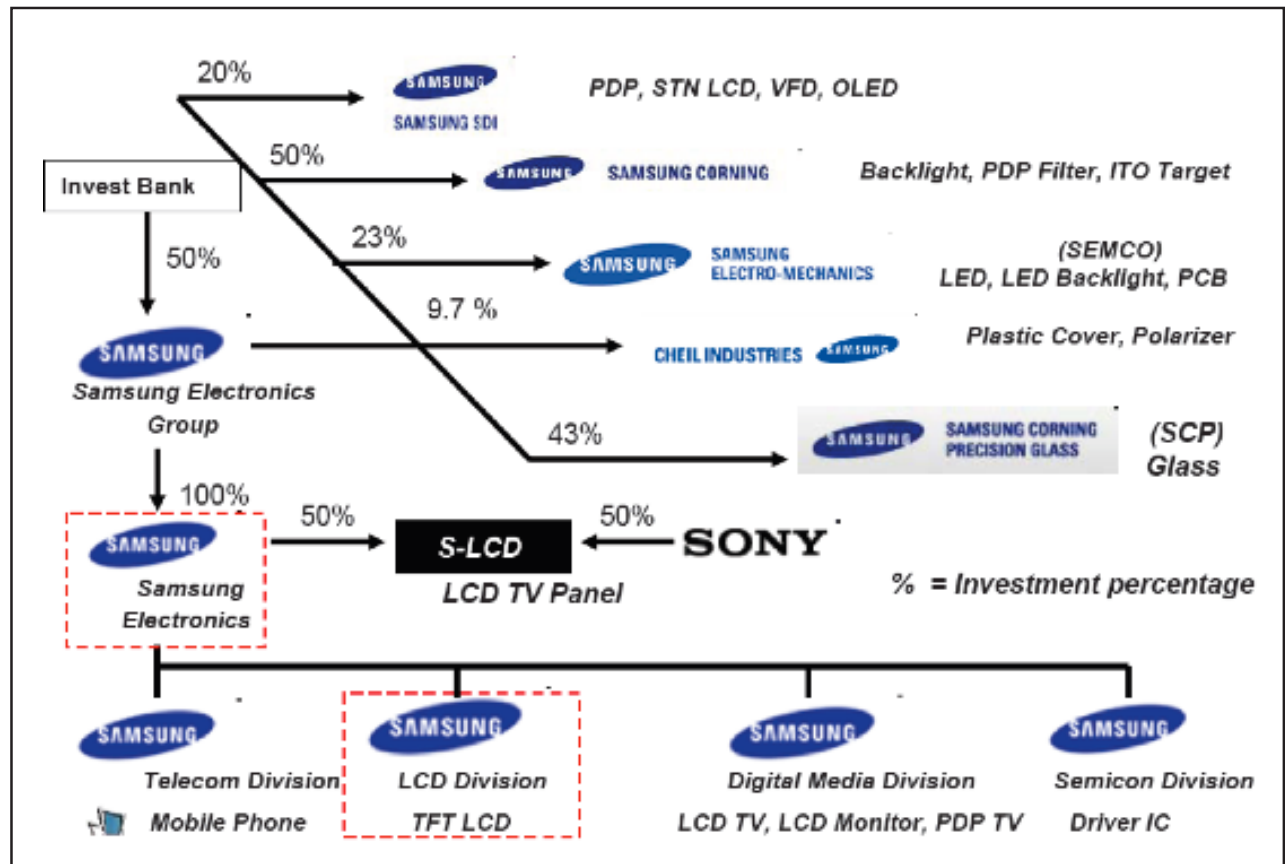 20%
SAMSUNG
SAMSUNG SDI
PDP, STN LCD, VFD, OLED
50%
SAMSUNG
SAMSUNG CORNING
Backlight, PDP Filter, ITO Target
Invest Bank
50%
23%
SAMSUNG
SAMSUNG
ELECTRO-MECHANICS
(SEMCO)
LED, LED Backlight, PCB
9.7 %
CHEIL INDUSTRIES
SAMSUNG
Plastic Cover, Polarizer
SAMSUNG
Samsung Electronics
Group
43%
SAMSUNG
SAMSUNG CORNING
PRECISION GLASS
(SCP)
Glass
100%
SAMSUNG
Samsung
Electronics
50%
S-LCD
LCD TV Panel
50%
SONY
% = Investment percentage
SAMSUNG
Telecom Division
Mobile Phone
SAMSUNG
LCD Division
TFT LCD
SAMSUNG
Digital Media Division
LCD TV, LCD Monitor, PDP TV
SAMSUNG
Semicon Division
Driver IC